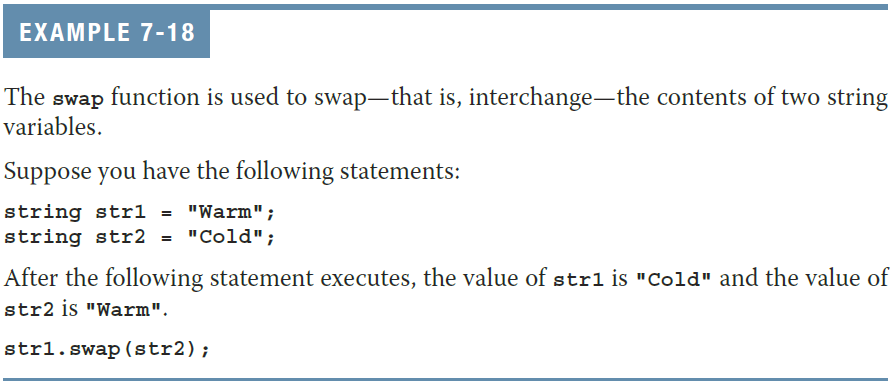 EXAMPLE 7-18
The swap function is used to swap—that is, interchange—the contents of two string
variables.
Suppose you have the following statements:
string str1 = "Warm";
string str2 = "Cold";
After the following statement executes, the value of str1 is "Cold" and the value of
str2 is "Warm".
str1.swap(str2);